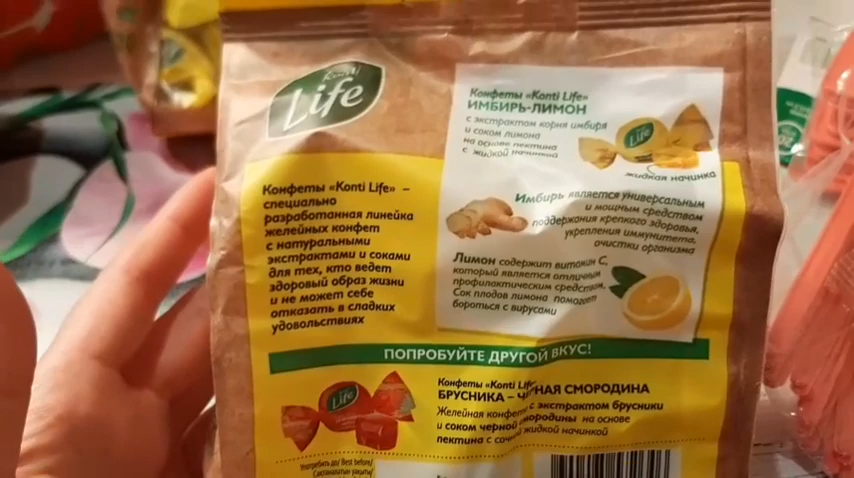 Konti
Life
Конфеты «Konti Life»
ИМБИРЬ-ЛИМОН
с экстрактом корня имбиря
и соком лимона
на основе пектина
с жидкой начинкой
Life
жидкая начинка
Имбирь является универсальным
и мощным средством
поддержания крепкого здоровья,
укрепления иммунитета,
очистки организма
Лимон содержит витамин С,
который является отличным
профилактическим средством,
Сок плодов лимона помогает
бороться с вирусами
Конфеты «Konti Life» –
специально
разработанная линейка
желейных конфет
с натуральными
экстрактами и соками
для тех, кто ведет
здоровый образ жизни
и не может себе
отказать в сладких
удовольствиях
ПОПРОБУЙТЕ ДРУГОЙ ВКУС!
Life
Конфеты «Konti Life»
БРУСНИКА – ЧЕРНАЯ СМОРОДИНА
Желейная конфета с экстрактом брусники
и соком черной смородины на основе
пектина с сочной жидкой начинкой
Употребить до/ Best before/